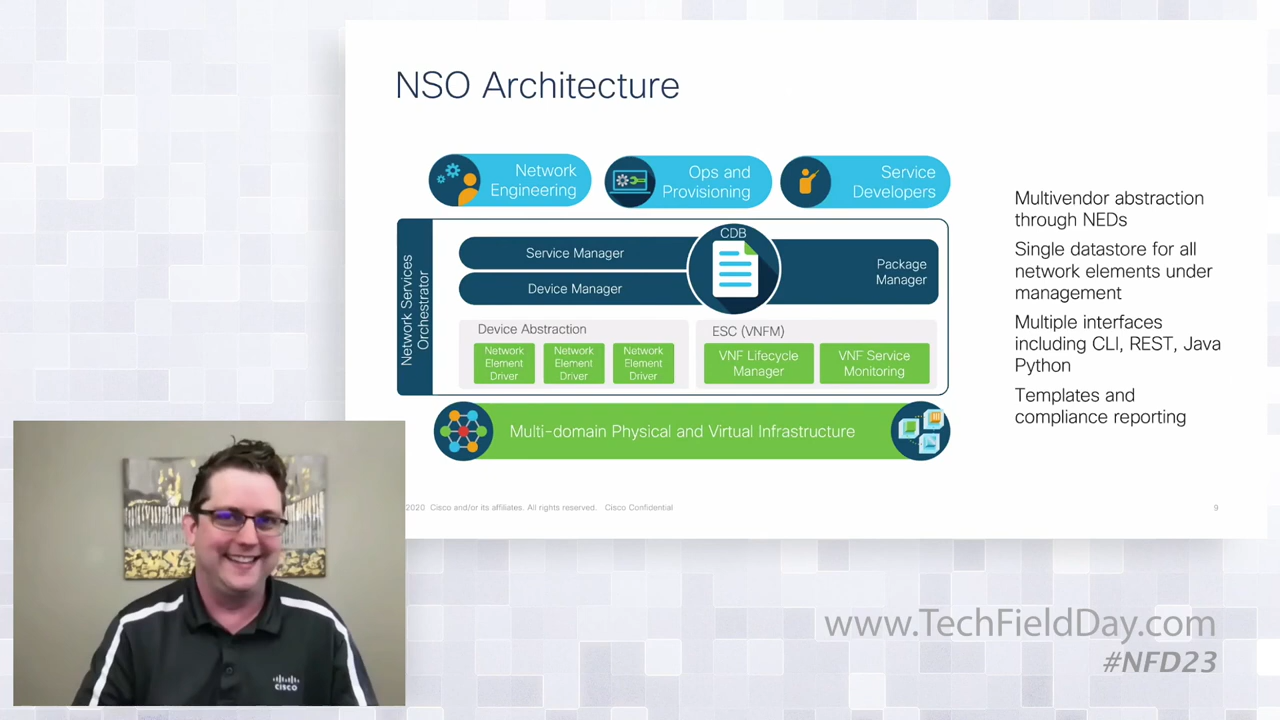 NSO Architecture
Network
Engineering
Ops and
Provisioning
Service
Developers
Network Services
Orchestrator
Service Manager
Device Manager
CDB
Package
Manager
Device Abstraction
Network
Element
Driver
Network
Element
Driver
Network
Element
Driver
ESC (VNFM)
VNF Lifecycle
Manager
VNF Service
Monitoring
Multi-domain Physical and Virtual Infrastructure
Multivendor abstraction
through NEDs
Single datastore for all
network elements under
management
Multiple interfaces
including CLI, REST, Java
Python
Templates and
compliance reporting
2020 Cisco and/or its affiliates. All rights reserved. Cisco Confidential
9
CISCO
www.TechFieldDay.com
#NFD23